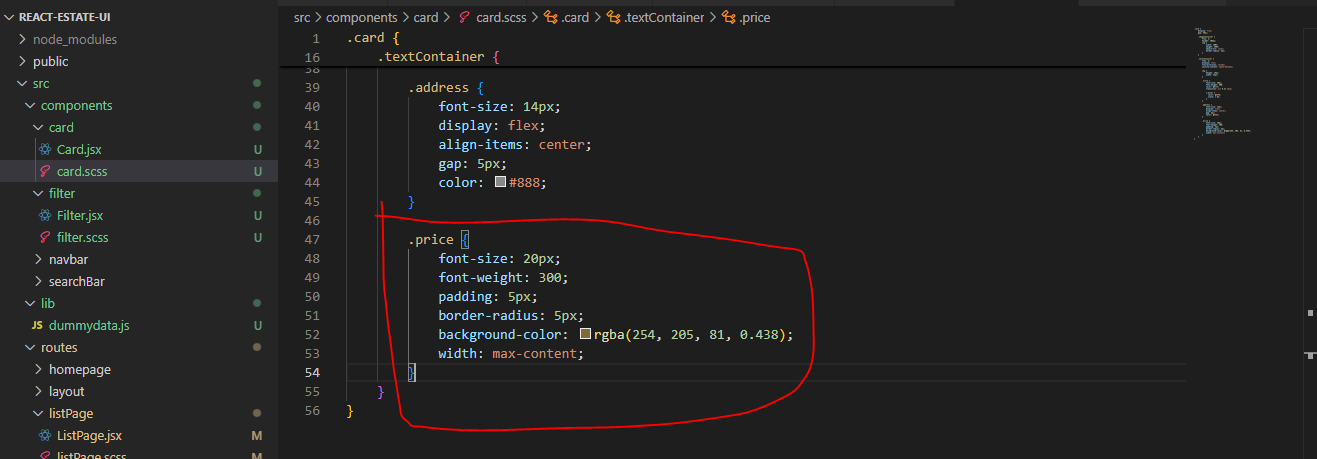 REACT-ESTATE-UI
node_modules
public
src
components
card
Card.jsx U
card.scss U
filter
Filter.jsx U
filter.scss U
navbar
searchBar
lib
JS dummydata.js U
routes
homepage
layout
listPage
ListPage.jsx M
listPage.scss M
src > components > card > card.scss > .card > .textContainer > .price
1 .card {
16 .textContainer {
38
39 .address {
40 font-size: 14px;
41 display: flex;
42 align-items: center;
43 gap: 5px;
44 color: #888;
45 }
46
47 .price {
48 font-size: 20px;
49 font-weight: 300;
50 padding: 5px;
51 border-radius: 5px;
52 background-color: rgba(254, 205, 81, 0.438);
53 width: max-content;
54 }
55 }
56 }